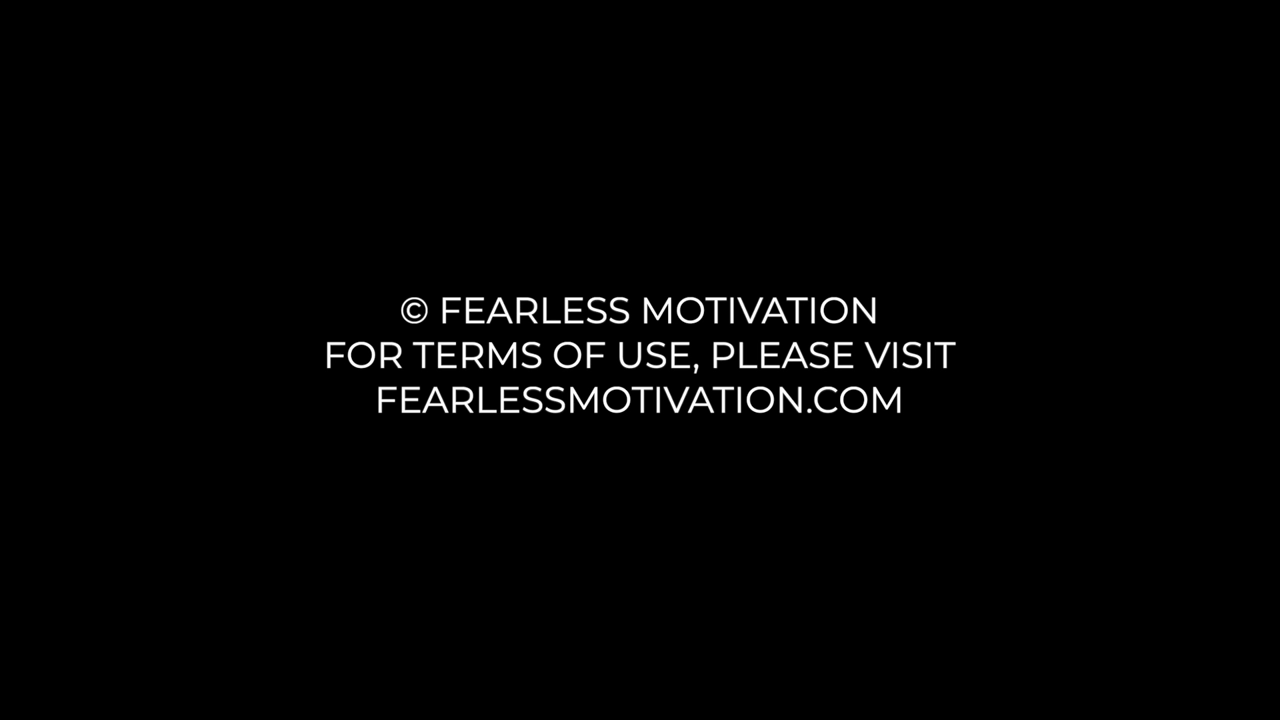 © FEARLESS MOTIVATION
FOR TERMS OF USE, PLEASE VISIT
FEARLESSMOTIVATION.COM